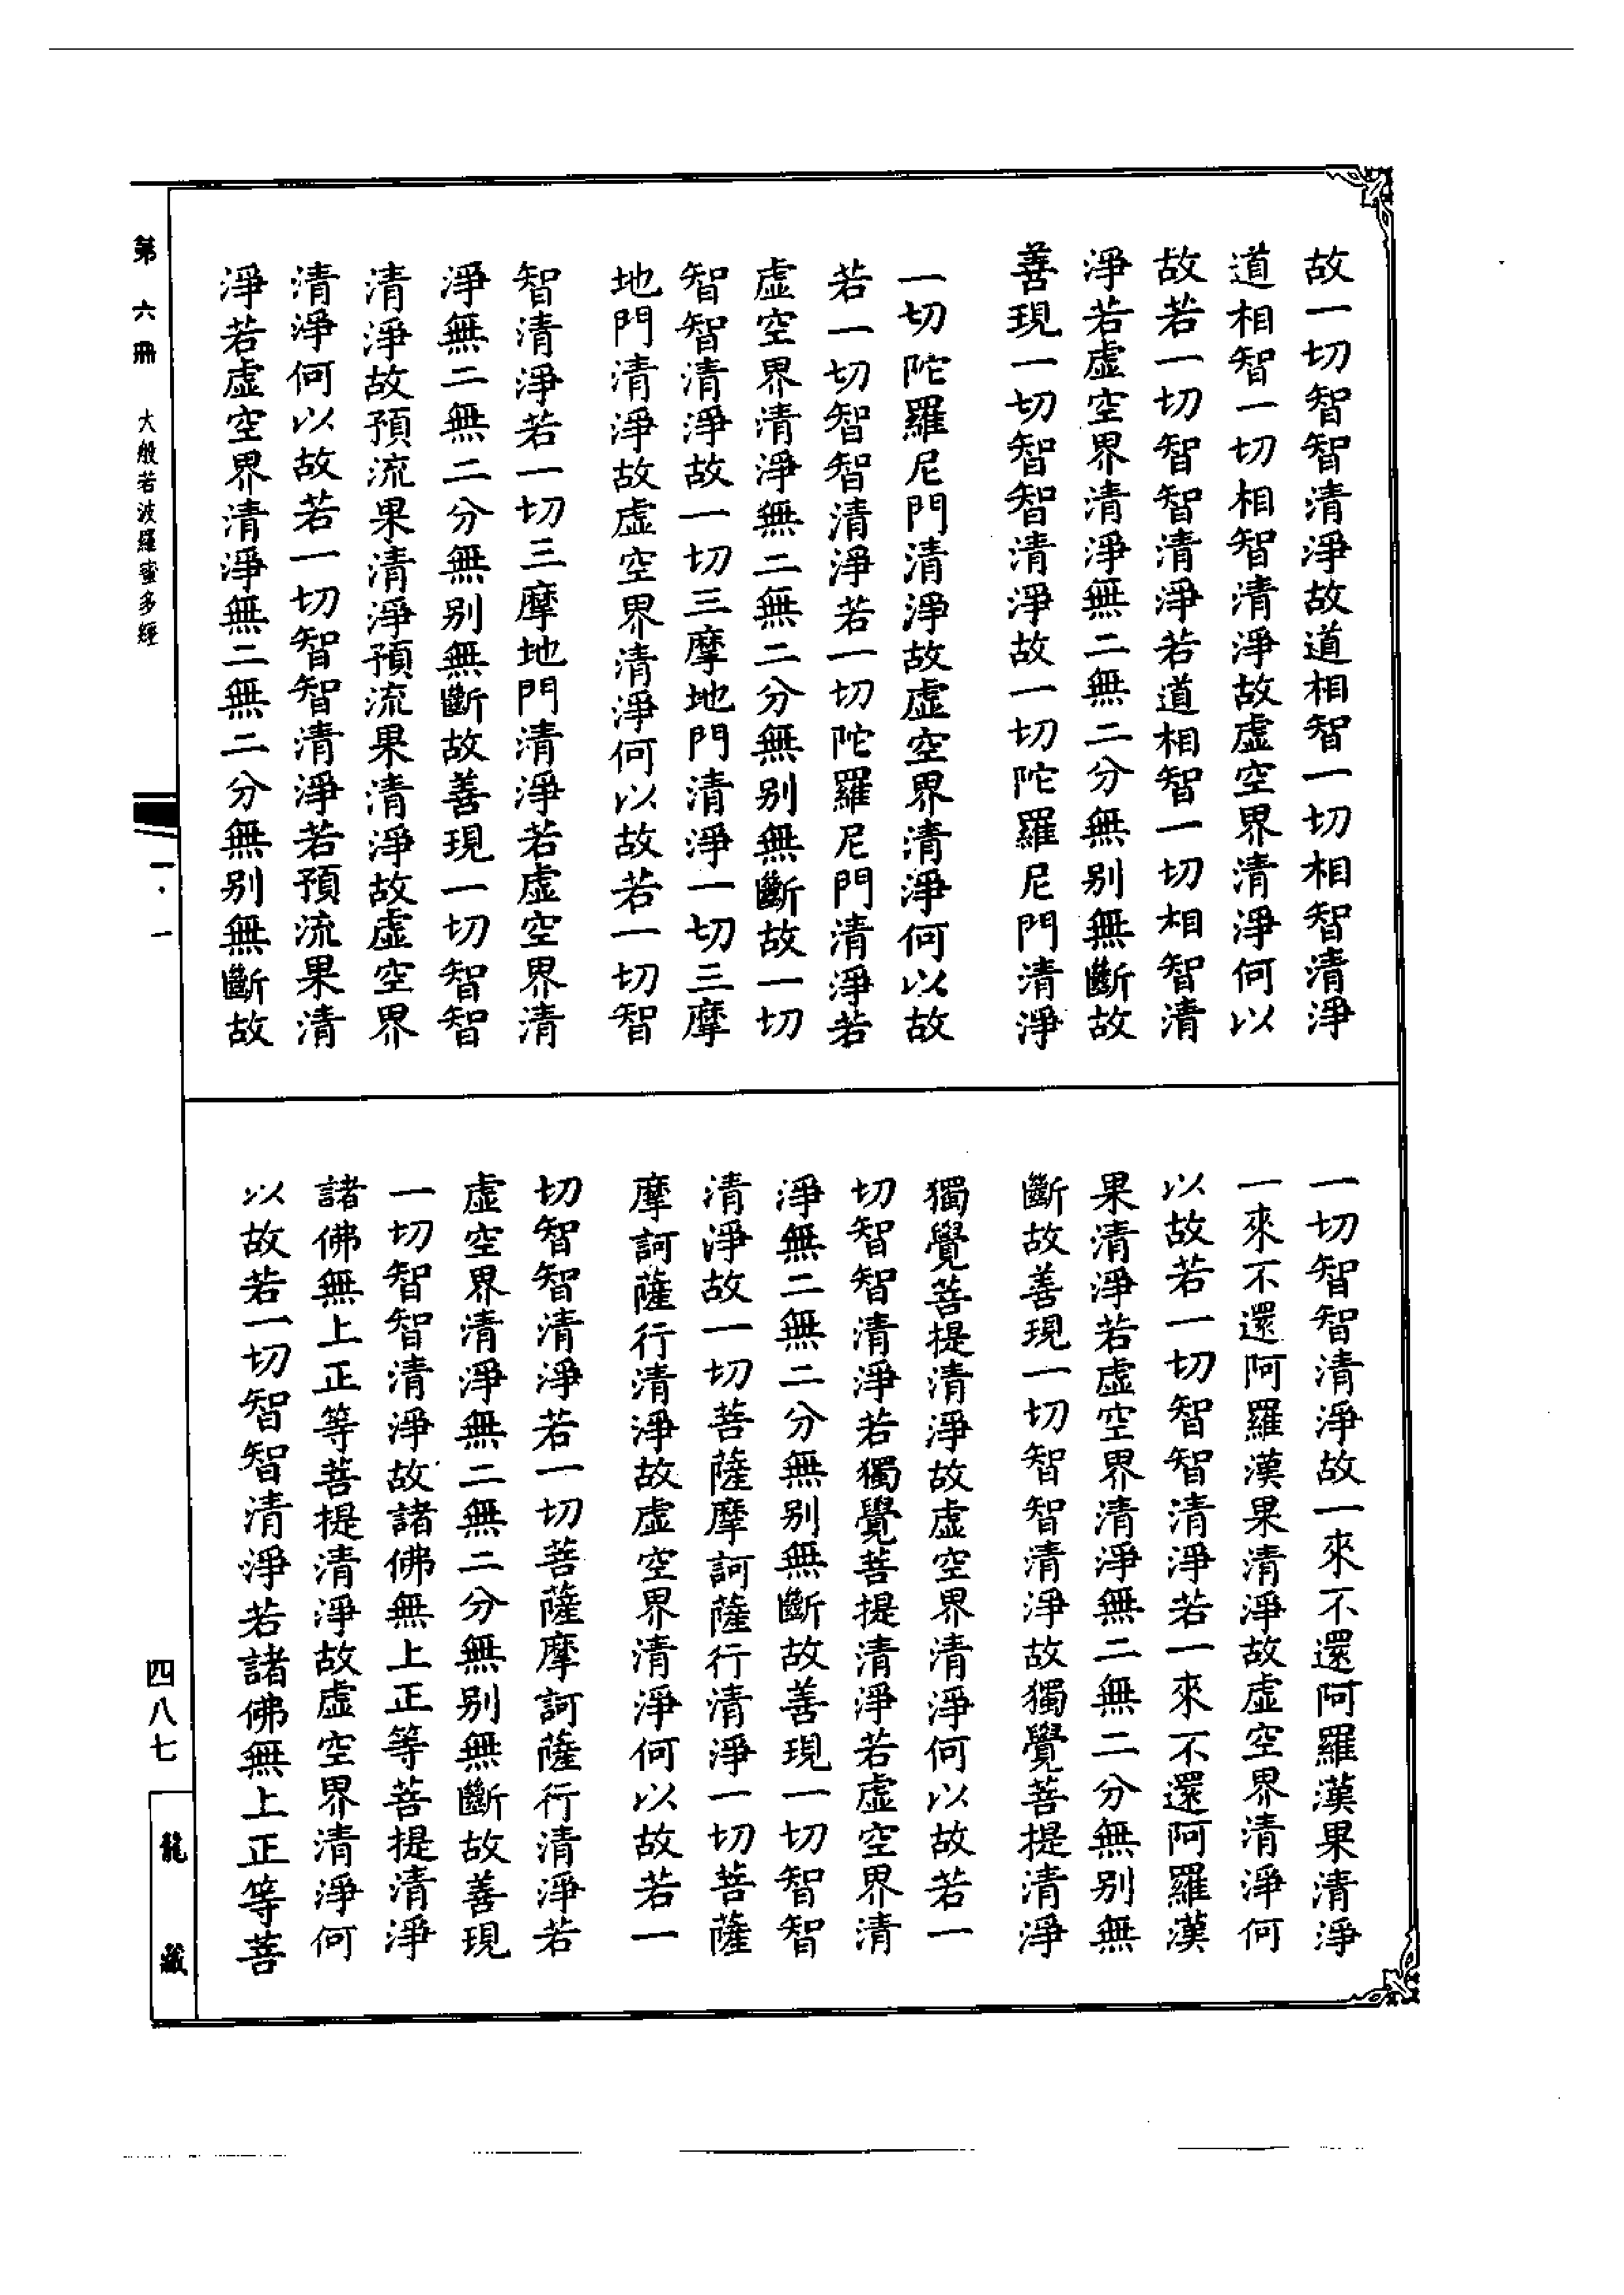 故一切智智清淨故道相智一切相智清淨
道相智一切相智清淨故虛空界清淨何以
故若一切智智清淨若道相智一切相智清
淨若虛空界清淨無二無二分無別無斷故
善現一切智智清淨故一切陀羅尼門清淨
一切陀羅尼門清淨故虛空界清淨何以故
若一切智智清淨若一切陀羅尼門清淨若
虛空界清淨無二無二分無別無斷故一切
智智清淨故一切三摩地門清淨一切三摩
地門清淨故虛空界清淨何以故若一切智
智清淨若一切三摩地門清淨若虛空界清
淨無二無二分無別無斷故善現一切智智
清淨故預流果清淨預流果清淨故虛空界
清淨何以故若一切智智清淨若預流果清
淨若虛空界清淨無二無二分無別無斷故
一切智智清淨故一來不還阿羅漢果清淨
一來不還阿羅漢果清淨故虛空界清淨何
以故若一切智智清淨若一來不還阿羅漢
果清淨若虛空界清淨無二無二分無別無
斷故善現一切智智清淨故獨覺菩提清淨
獨覺菩提清淨故虛空界清淨何以故若一
切智智清淨若獨覺菩提清淨若虛空界清
淨無二無二分無別無斷故善現一切智智
清淨故一切菩薩摩訶薩行清淨一切菩薩
摩訶薩行清淨故虛空界清淨何以故若一
切智智清淨若一切菩薩摩訶薩行清淨若
虛空界清淨無二無二分無別無斷故善現
一切智智清淨故諸佛無上正等菩提清淨
諸佛無上正等菩提清淨故虛空界清淨何
以故若一切智智清淨若諸佛無上正等菩
第六冊 大般若波羅蜜多經 一·一
四八七
龍藏